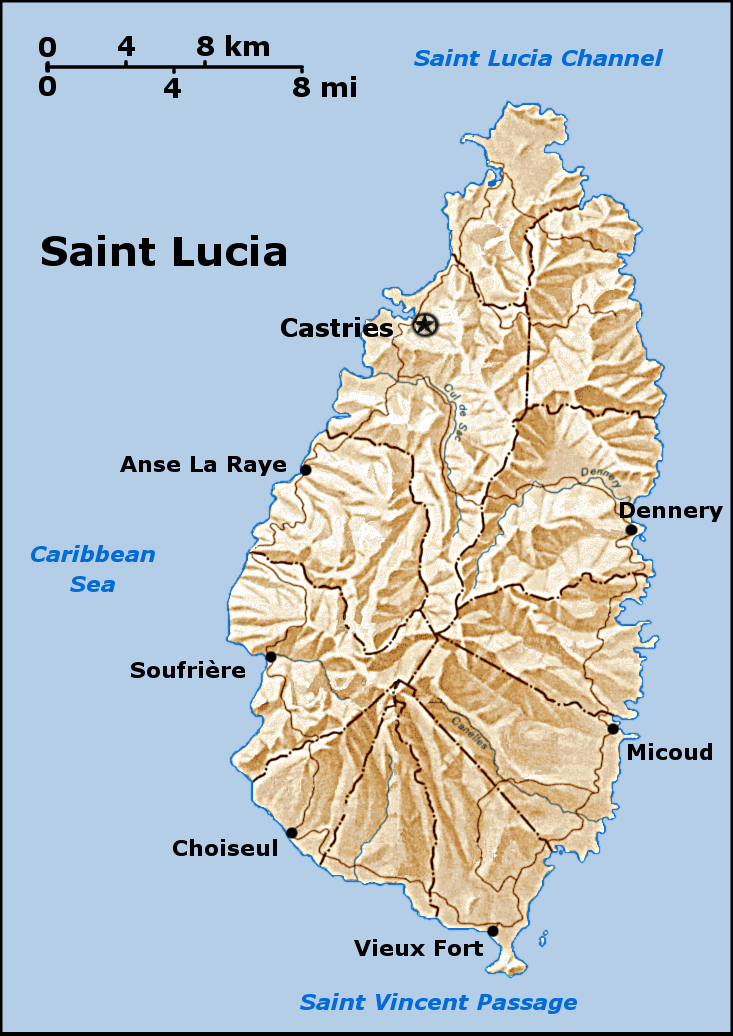 0 4 8 km
0 4 8 mi
Saint Lucia Channel
Saint Lucia
Castries
Cul de Sac
Anse La Raye
Dennery
Dennery
Caribbean
Sea
Soufrière
Canelles
Micoud
Choiseul
Vieux Fort
Saint Vincent Passage